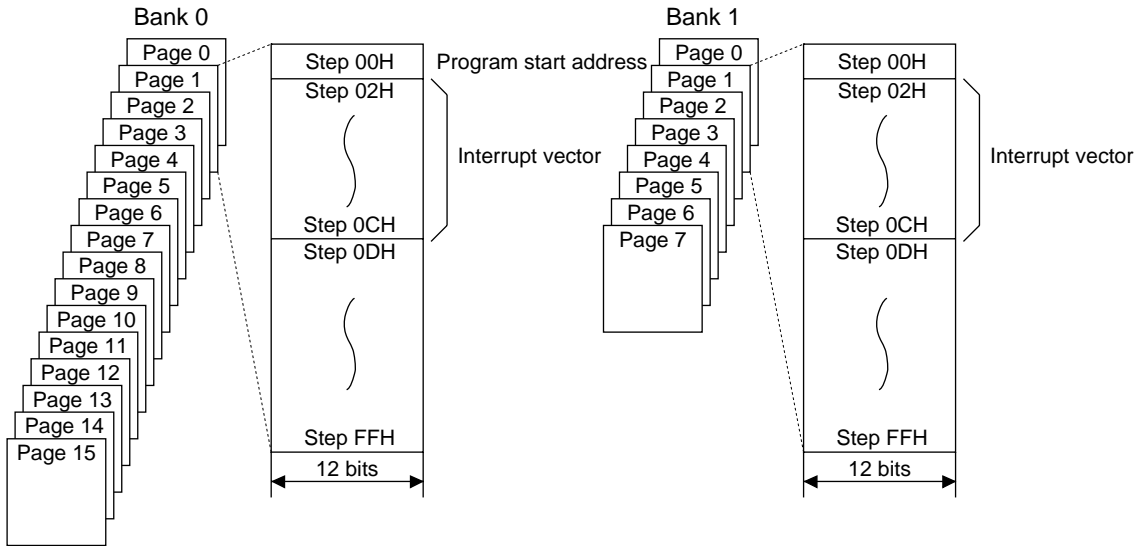 Bank 0
Page 0
Page 1
Page 2
Page 3
Page 4
Page 5
Page 6
Page 7
Page 8
Page 9
Page 10
Page 11
Page 12
Page 13
Page 14
Page 15
Step 00H
Step 02H
Step 0CH
Step 0DH
Step FFH
12 bits
Program start address
Interrupt vector
Bank 1
Page 0
Page 1
Page 2
Page 3
Page 4
Page 5
Page 6
Page 7
Step 00H
Step 02H
Step 0CH
Step 0DH
Step FFH
12 bits
Interrupt vector